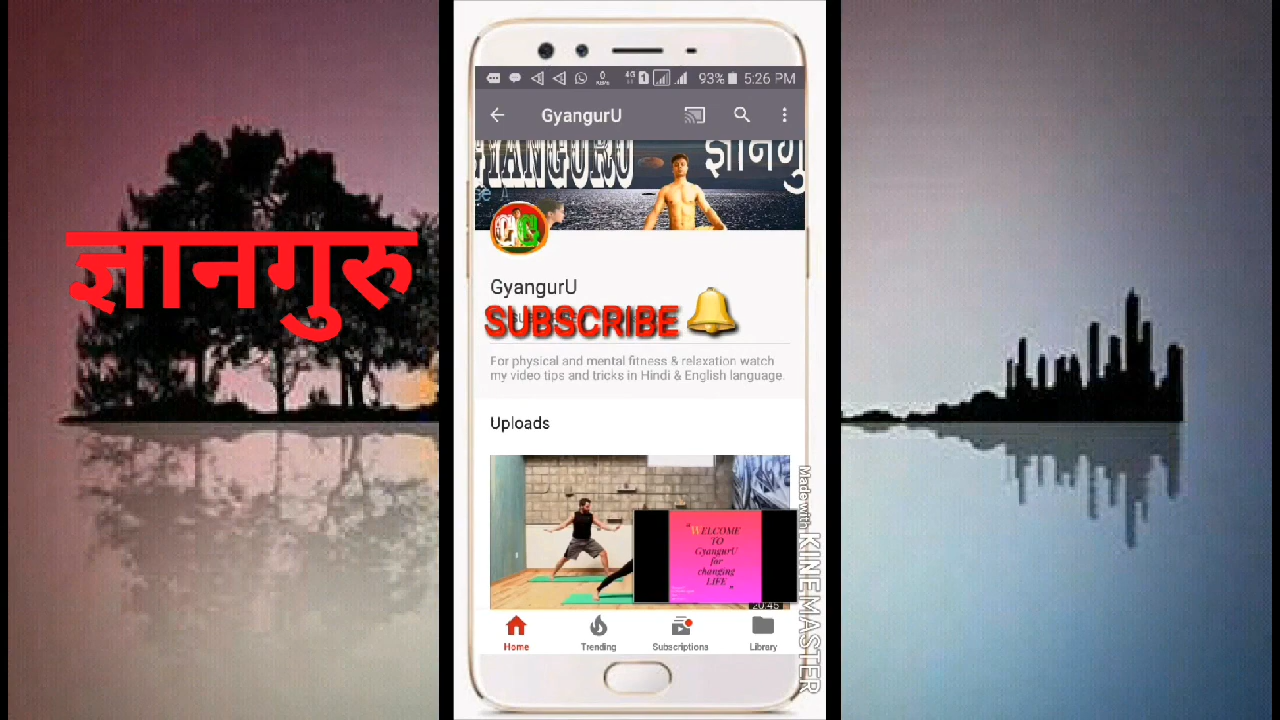 ज्ञानगुरु
93% 5:26 PM
GyangurU
GYANGURU ज्ञानगु
GyangurU
SUBSCRIBE
For physical and mental fitness & relaxation watch
my video tips and tricks in Hindi & English language.
Uploads
"WELCOME
TO
GyangurU
for
changing
LIFE"
20:45
Home Trending Subscriptions Library
Made with KINEMASTER